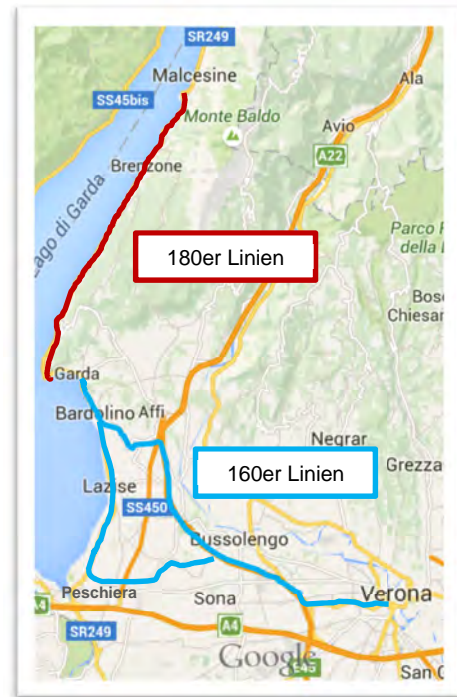 SR249
Malcesine
SS45bis
Ala
Monte Baldo
Avio
Brenzone
A22
Lago di Garda
Parco
della
180er Linien
Bos
Chiesan
Garda
Bardolino
Affi
Negrar
160er Linien
Grezza
Lazise
SS450
Bussolengo
Peschiera
Sona
Verona
A4
SR249
A4
Google
San